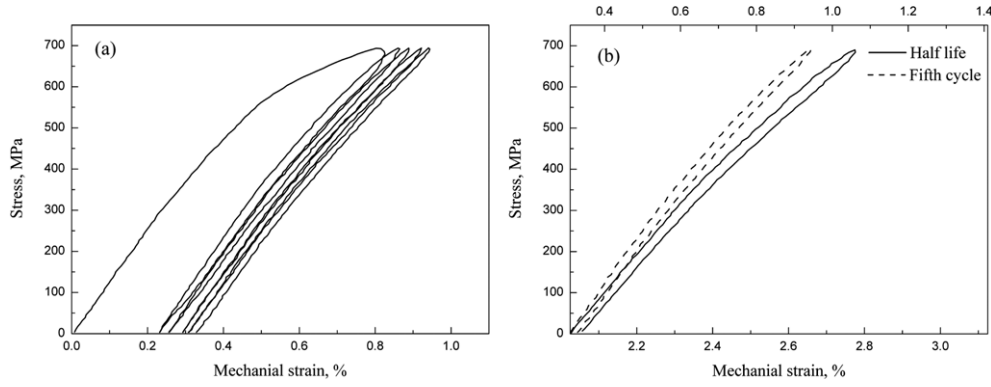 0.4 0.6 0.8 1.0 1.2 1.4
700 (a)
600
500
400
300
200
100
0
Stress, MPa
0.0 0.2 0.4 0.6 0.8 1.0
Mechanial strain, %
700 (b)
600
500
400
300
200
100
0
Stress, MPa
Half life
Fifth cycle
2.2 2.4 2.6 2.8 3.0
Mechanial strain, %